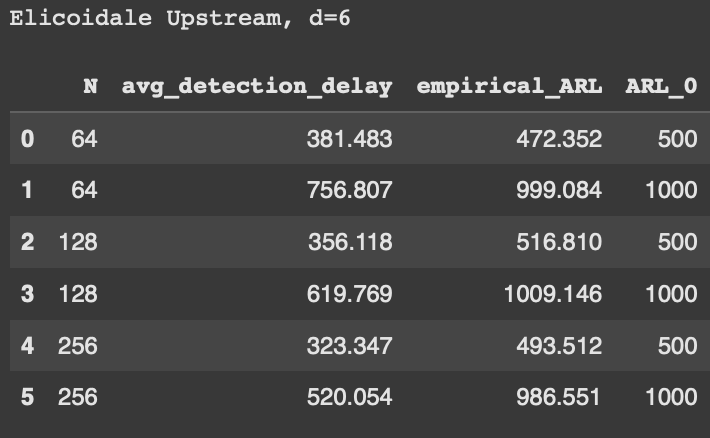 Elicoidale Upstream, d=6
N avg_detection_delay empirical_ARL ARL_0
0 64 381.483 472.352 500
1 64 756.807 999.084 1000
2 128 356.118 516.810 500
3 128 619.769 1009.146 1000
4 256 323.347 493.512 500
5 256 520.054 986.551 1000